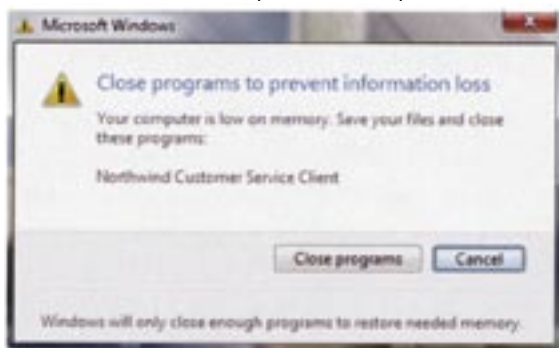 Microsoft Windows
Close programs to prevent information loss
Your computer is low on memory. Save your files and close
these programs:
Northwind Customer Service Client
Close programs
Cancel
Windows will only close enough programs to restore needed memory.